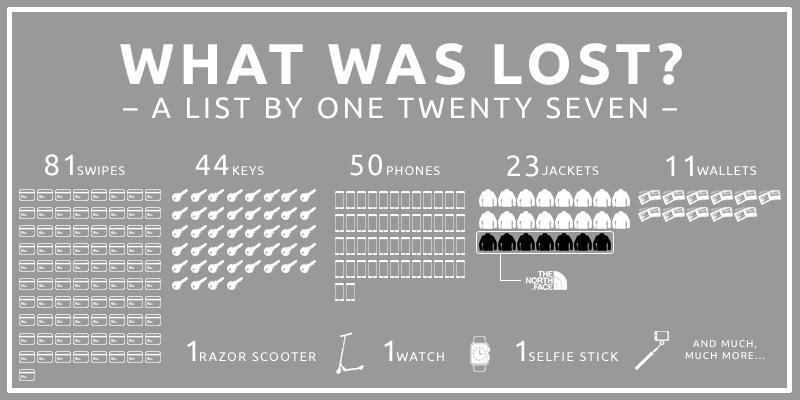 WHAT WAS LOST?
– A LIST BY ONE TWENTY SEVEN –
81 SWIPES
44 KEYS
50 PHONES
23 JACKETS
11 WALLETS
THE
NORTH
FACE
1 RAZOR SCOOTER
1 WATCH
1 SELFIE STICK
AND MUCH,
MUCH MORE...